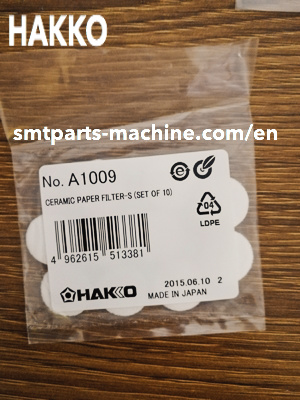 HAKKO
smtparts-machine.com/en
No. A1009
CERAMIC PAPER FILTER-S (SET OF 10)
04
LDPE
4 962615 513381
HAKKO
2015.06.10 2
MADE IN JAPAN